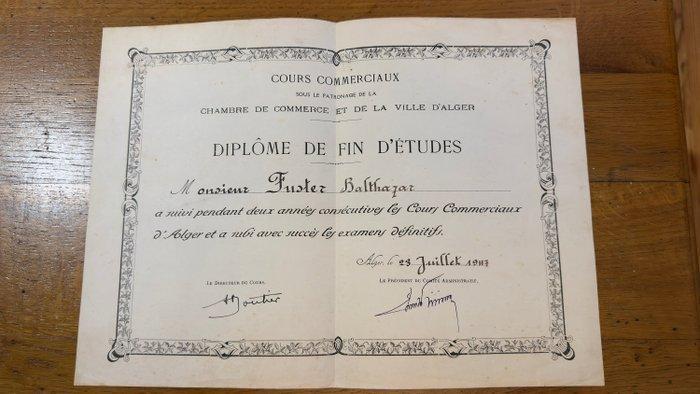 COURS COMMERCIAUX
SOUS LE PATRONAGE DE LA
CHAMBRE DE COMMERCE ET DE LA VILLE D'ALGER
DIPLÔME DE FIN D'ÉTUDES
Monsieur Fuster Balthazar
a suivi pendant deux années consécutives les Cours Commerciaux
d'Alger et a subi avec succès les examens définitifs.
Alger, le 28 Juillet
LE DIRECTEUR DU COURS,
LE PRÉSIDENT DU COMITÉ ADMINISTRATIF,